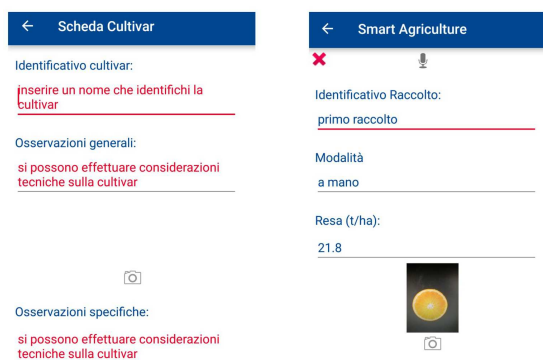 Scheda Cultivar
Identificativo cultivar:
inserire un nome che identifichi la
cultivar
Osservazioni generali:
si possono effettuare considerazioni
tecniche sulla cultivar
Osservazioni specifiche:
si possono effettuare considerazioni
tecniche sulla cultivar
Smart Agriculture
Identificativo Raccolto:
primo raccolto
Modalità
a mano
Resa (t/ha):
21.8